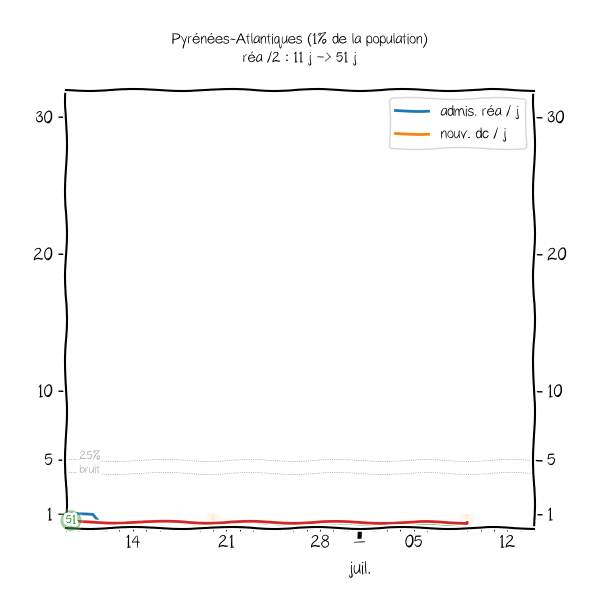 Pyrénées-Atlantiques (1% de la population)
réa /2 : 11 j -> 51 j
admis. réa / j
nouv. dc / j
30
30
20
20
10
10
5
25%
5
bruit
1
51
1
14
21
28
05
12
juil.